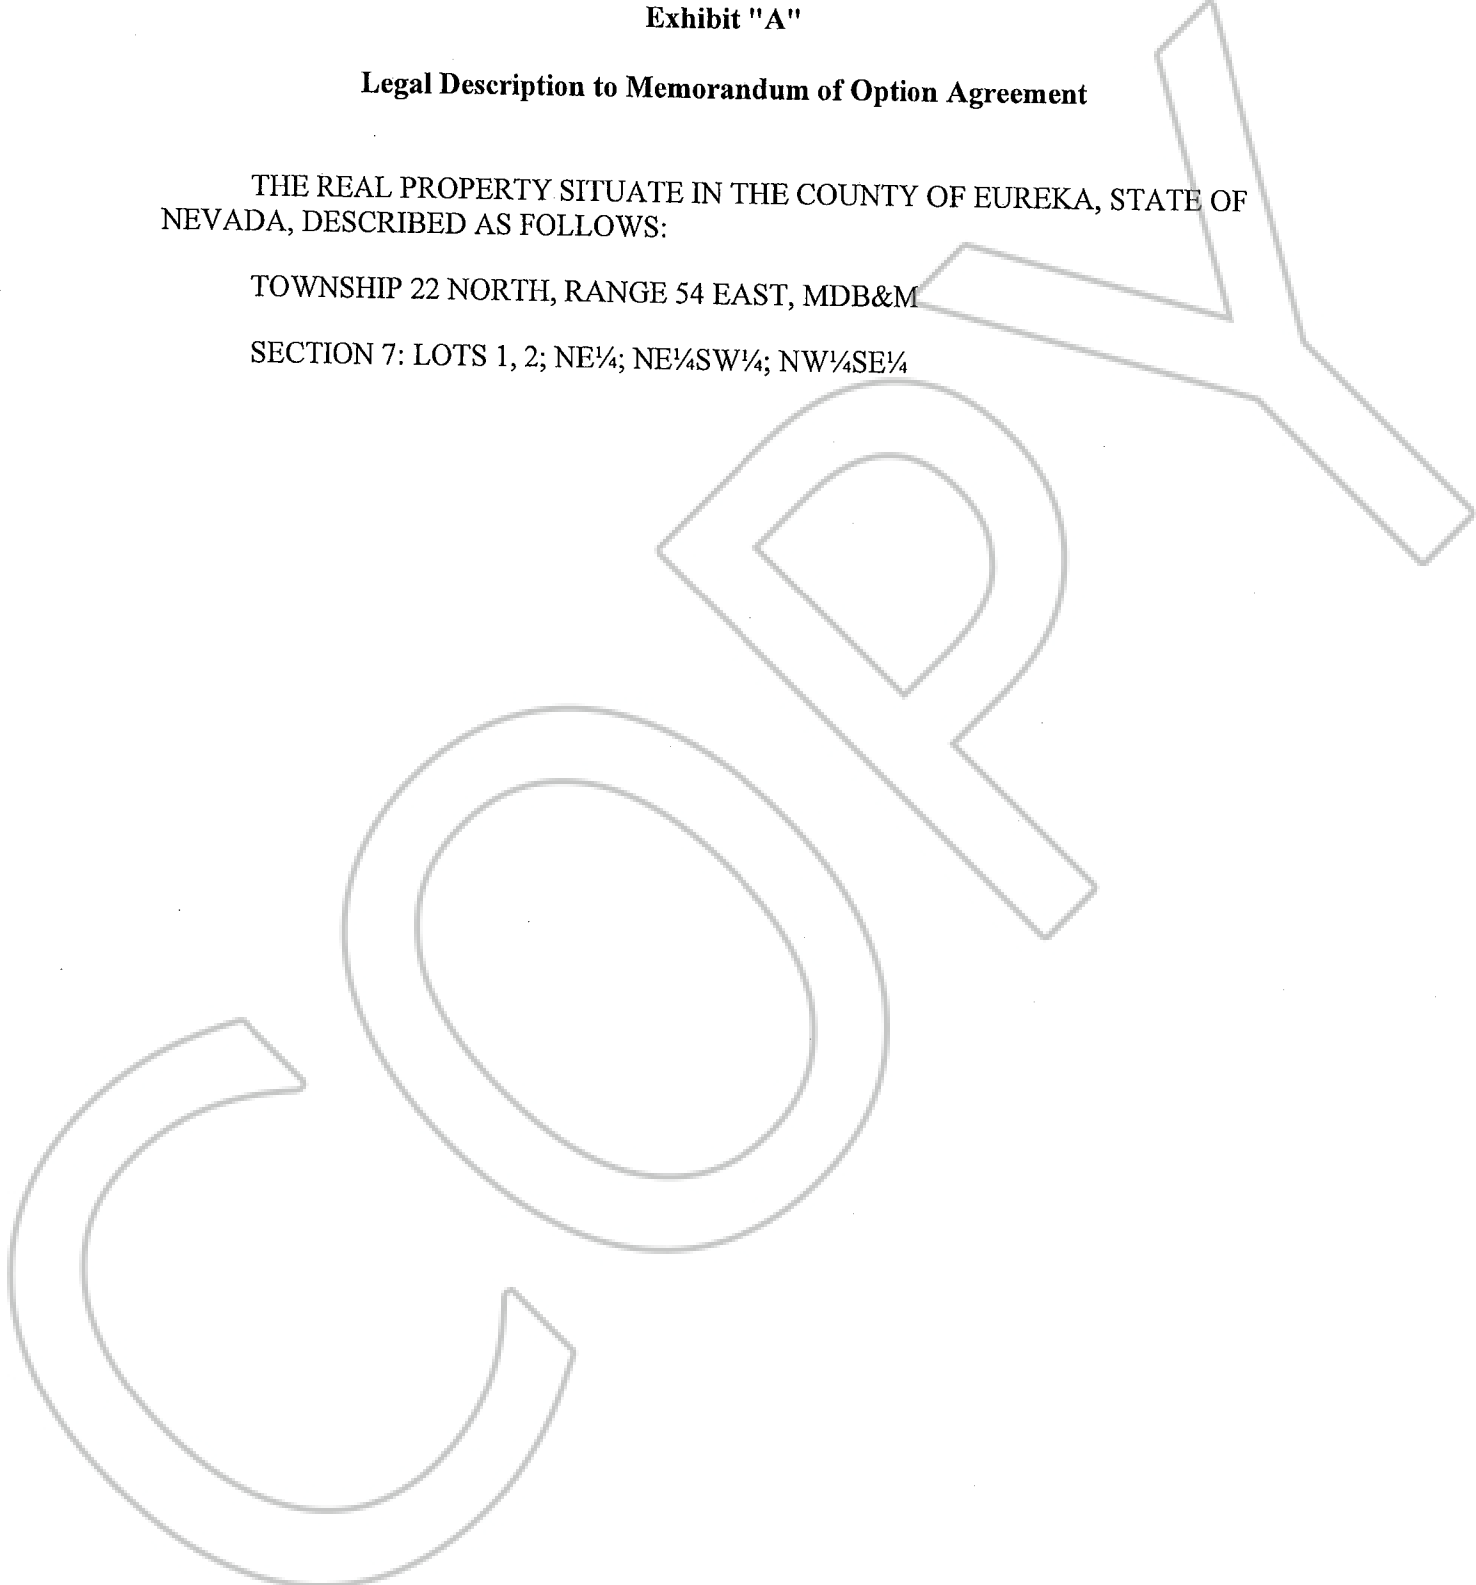 Exhibit "A"
Legal Description to Memorandum of Option Agreement
THE REAL PROPERTY SITUATE IN THE COUNTY OF EUREKA, STATE OF
NEVADA, DESCRIBED AS FOLLOWS:
TOWNSHIP 22 NORTH, RANGE 54 EAST, MDB&M
SECTION 7: LOTS 1, 2; NE¼; NE¼SW¼; NW¼SE¼
COPY